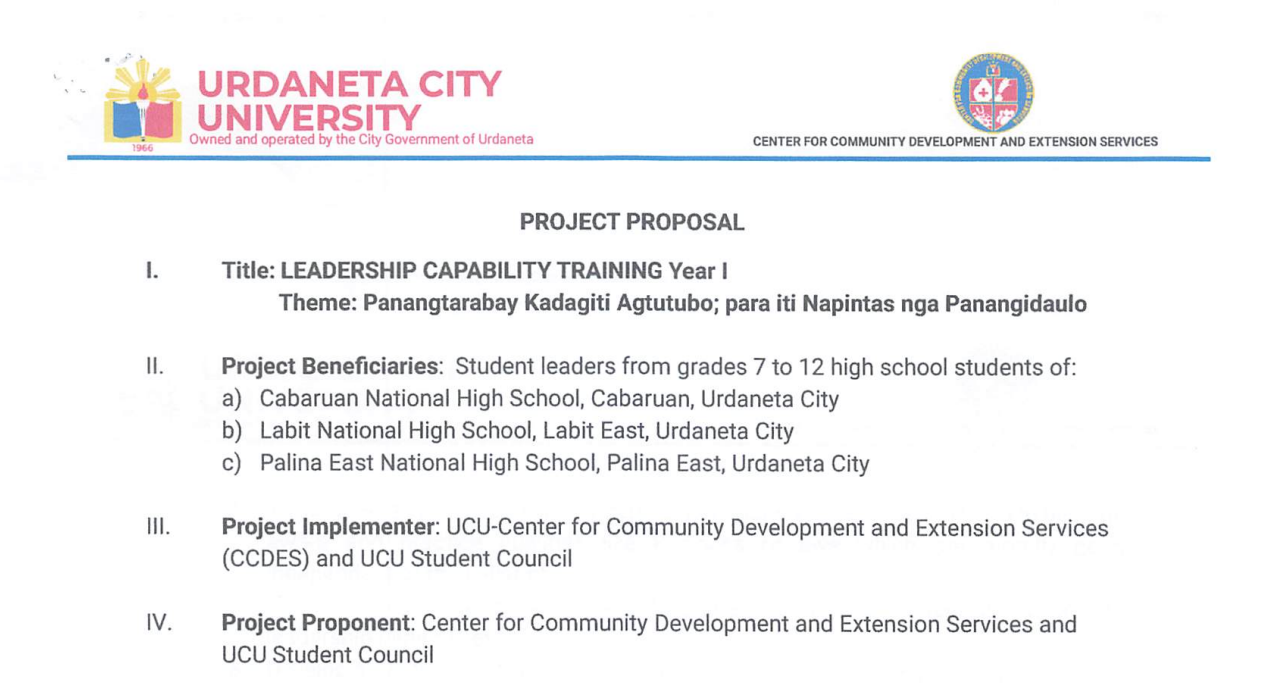 URDANETA CITY
UNIVERSITY
Owned and operated by the City Government of Urdaneta
1966
CENTER FOR COMMUNITY DEVELOPMENT AND EXTENSION SERVICES
PROJECT PROPOSAL
I. Title: LEADERSHIP CAPABILITY TRAINING Year I
Theme: Panangtarabay Kadagiti Agtutubo; para iti Napintas nga Panangidaulo
II. Project Beneficiaries: Student leaders from grades 7 to 12 high school students of:
a) Cabaruan National High School, Cabaruan, Urdaneta City
b) Labit National High School, Labit East, Urdaneta City
c) Palina East National High School, Palina East, Urdaneta City
III. Project Implementer: UCU-Center for Community Development and Extension Services
(CCDES) and UCU Student Council
IV. Project Proponent: Center for Community Development and Extension Services and
UCU Student Council